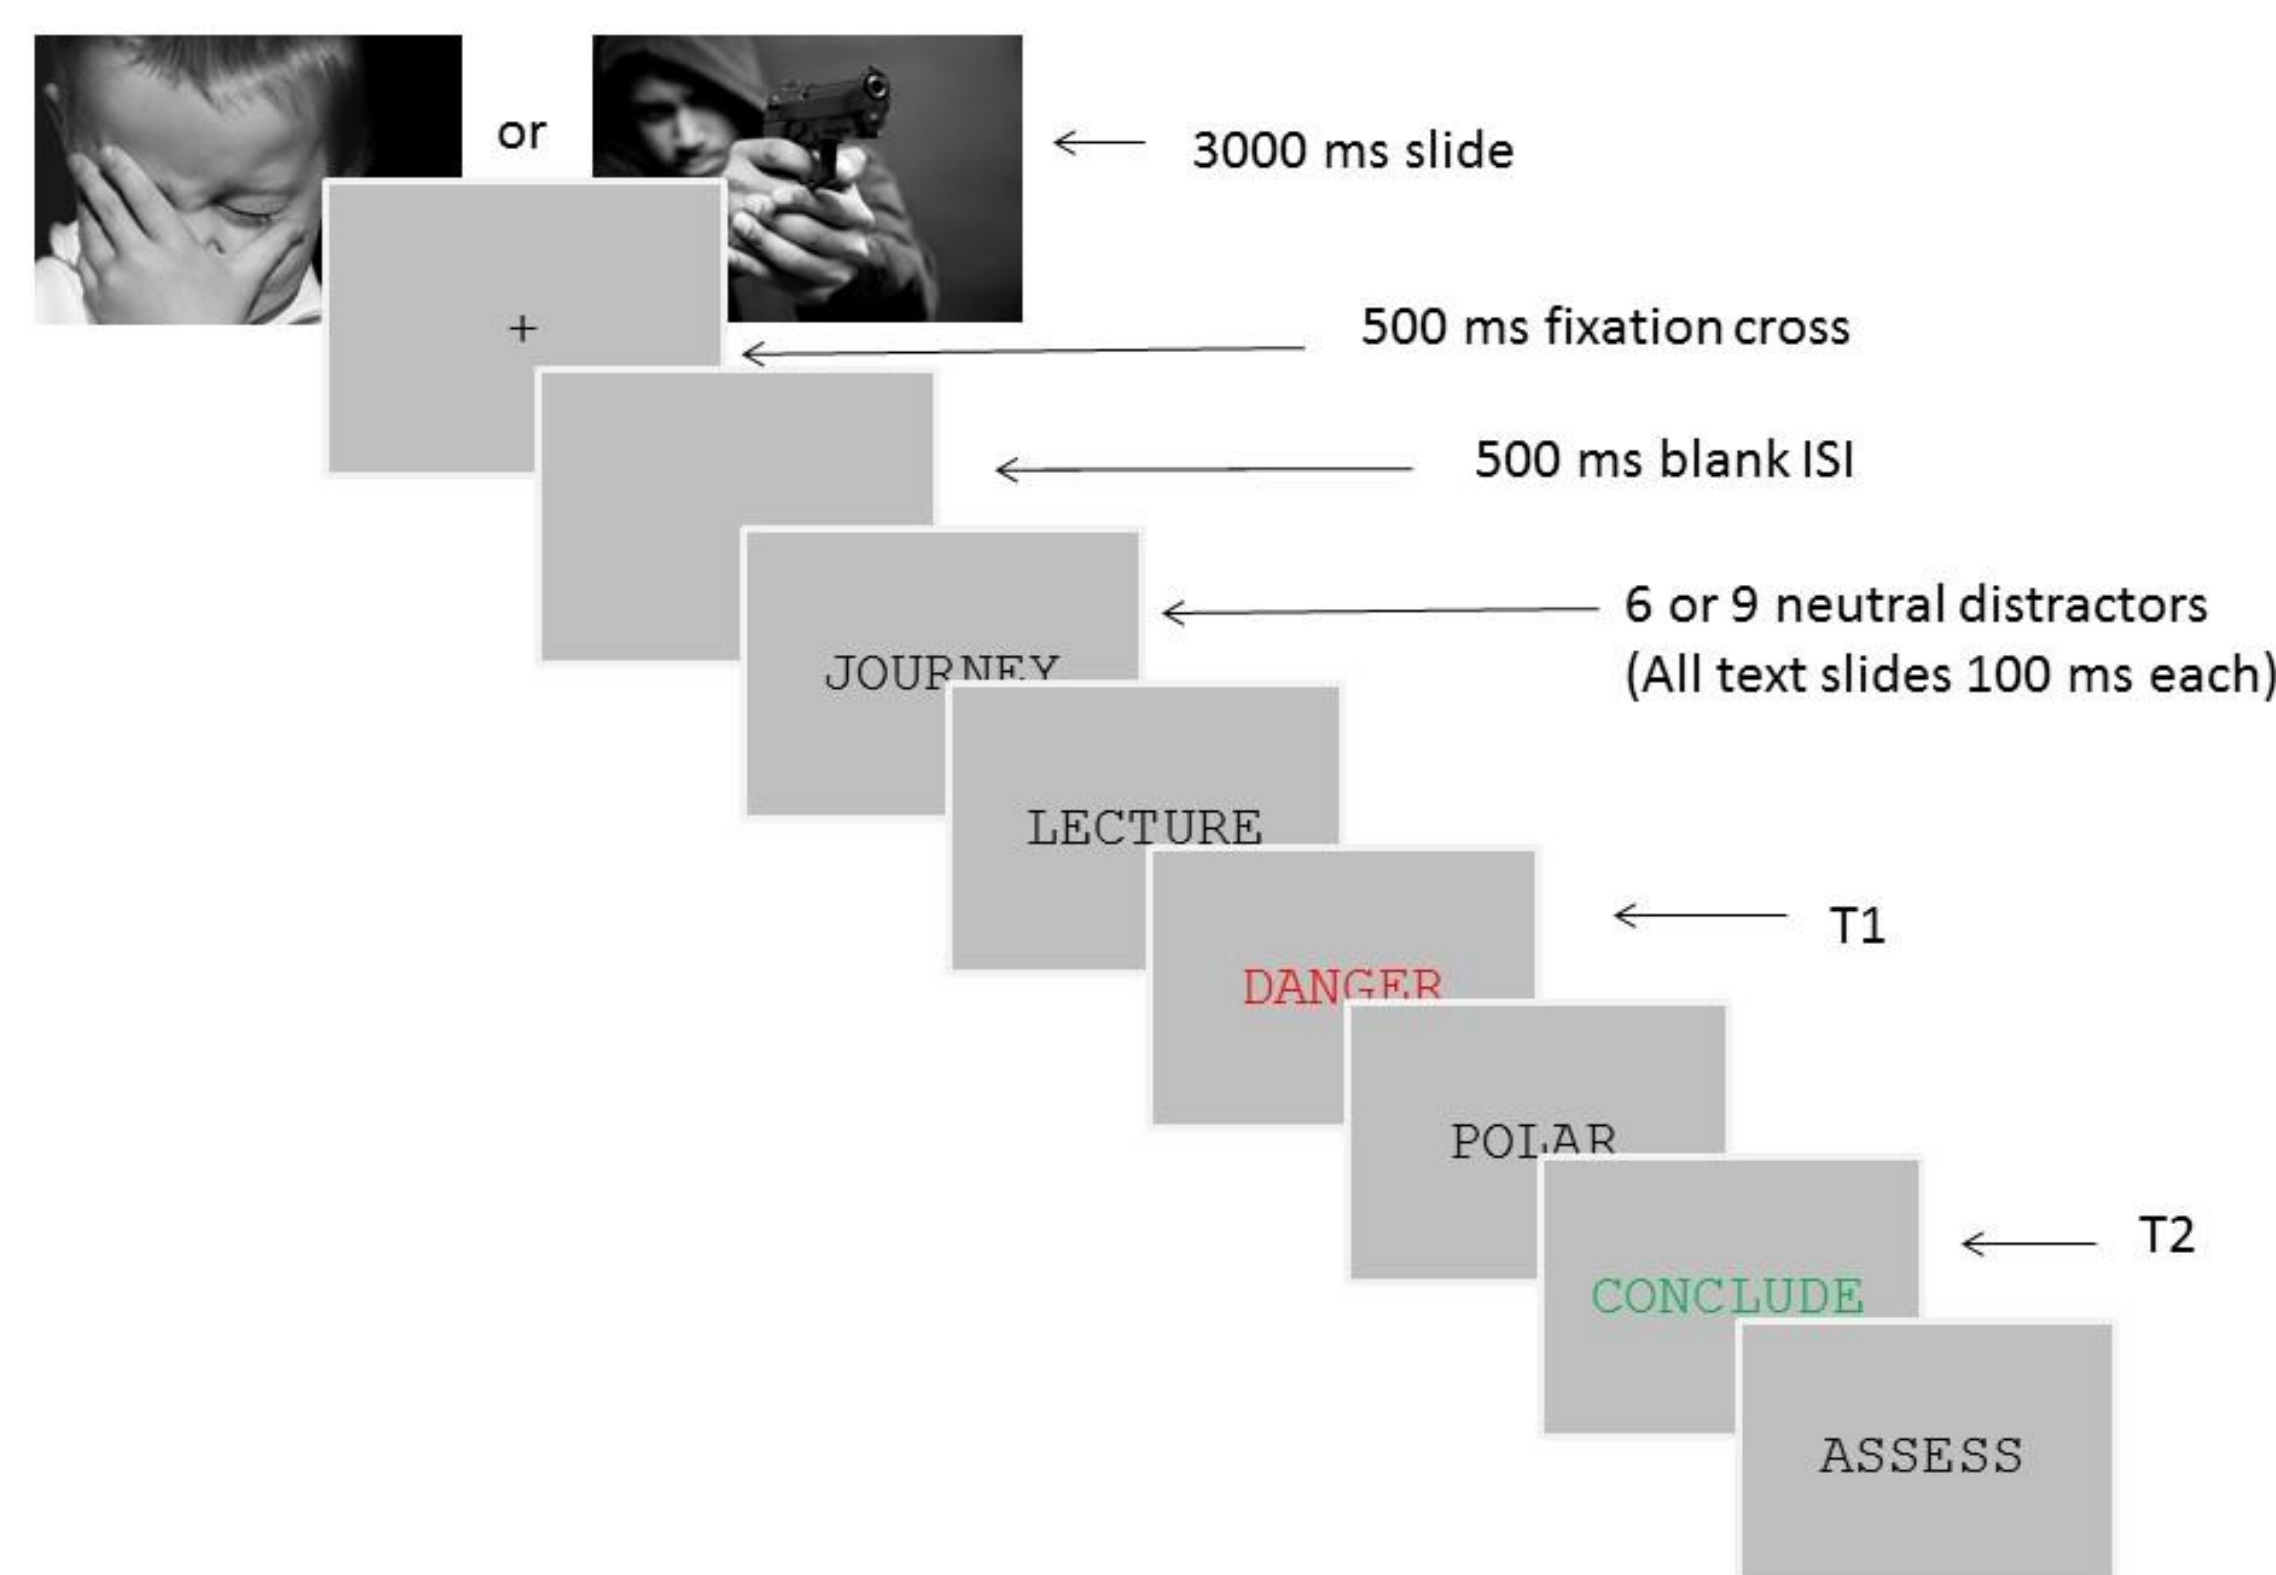 or
3000 ms slide
+
500 ms fixation cross
500 ms blank ISI
6 or 9 neutral distractors
(All text slides 100 ms each)
JOURNEY
LECTURE
T1
DANGER
POLAR
T2
CONCLUDE
ASSESS